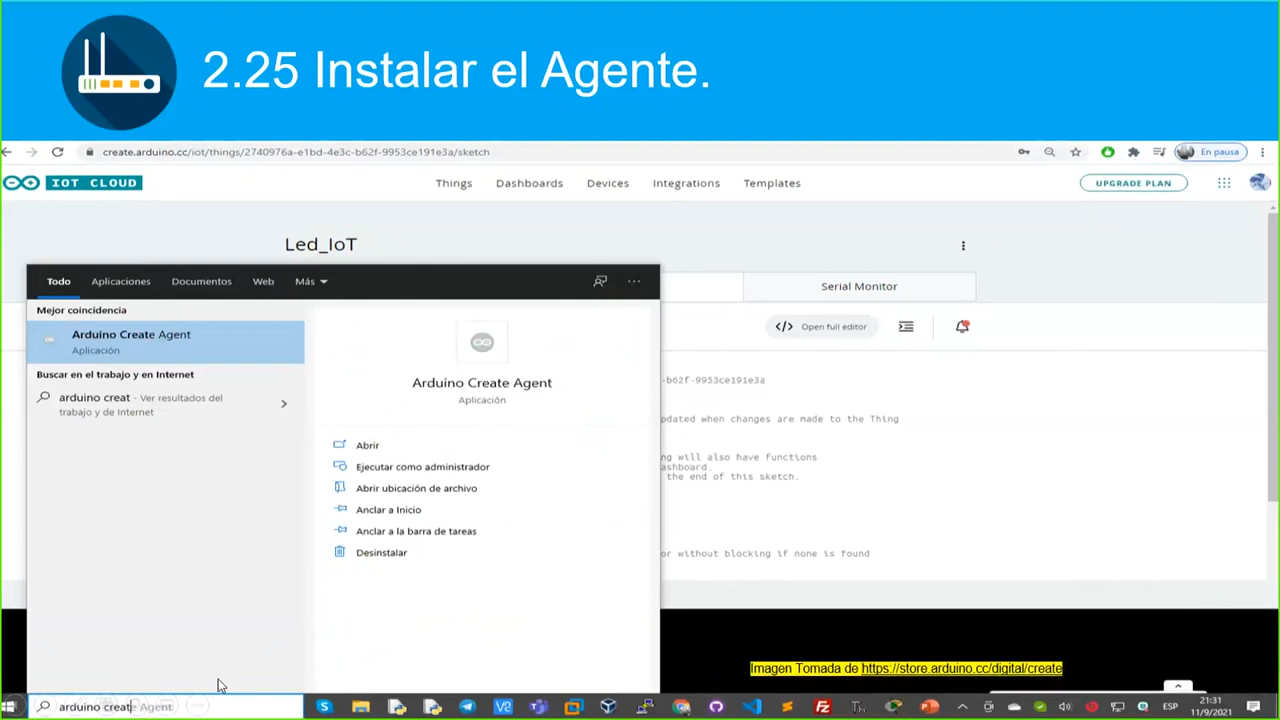 2.25 Instalar el Agente.
create.arduino.cc/iot/things/2740976a-e1bd-4e3c-b62f-9953ce191e3a/sketch
En pausa
IOT CLOUD
Things
Dashboards
Devices
Integrations
Templates
UPGRADE PLAN
Led_IoT
Todo
Aplicaciones
Documentos
Web
Más
Serial Monitor
Mejor coincidencia
Arduino Create Agent
Aplicación
Open full editor
Buscar en el trabajo y en Internet
arduino creat - Ver resultados del
trabajo y de Internet
Arduino Create Agent
Aplicación
Abrir
Ejecutar como administrador
Abrir ubicación de archivo
Anclar a Inicio
Anclar a la barra de tareas
Desinstalar
-b62f-9953ce191e3a
pdated when changes are made to the Thing
ng will also have functions
ashboard.
the end of this sketch.
or without blocking if none is found
Imagen Tomada de https://store.arduino.cc/digital/create
arduino creat Agent
ESP
21:31
11/9/2021